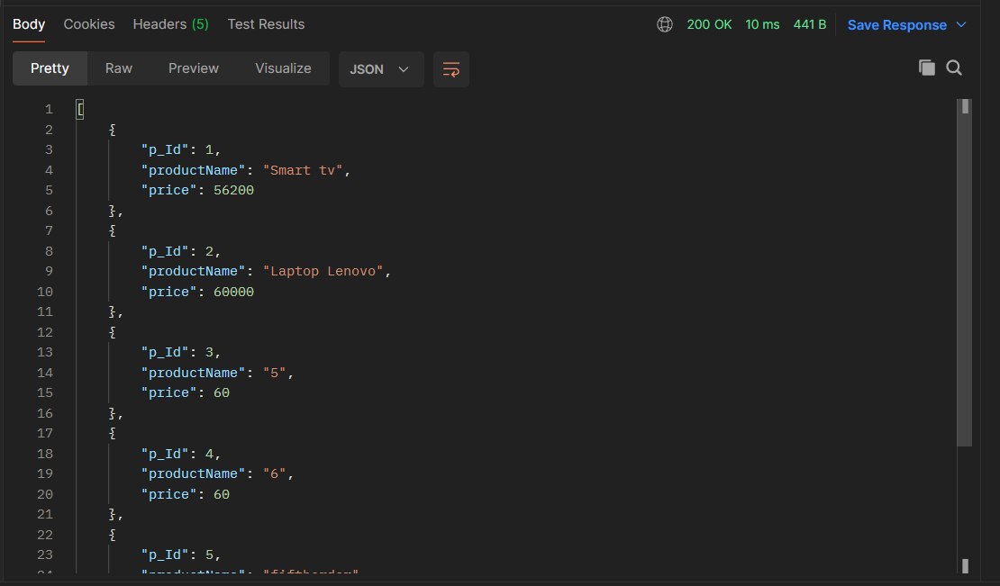 Body Cookies Headers (5) Test Results 200 OK 10 ms 441 B Save Response
Pretty Raw Preview Visualize JSON
1 [
2 {
3 "p_Id": 1,
4 "productName": "Smart tv",
5 "price": 56200
6 },
7 {
8 "p_Id": 2,
9 "productName": "Laptop Lenovo",
10 "price": 60000
11 },
12 {
13 "p_Id": 3,
14 "productName": "5",
15 "price": 60
16 },
17 {
18 "p_Id": 4,
19 "productName": "6",
20 "price": 60
21 },
22 {
23 "p_Id": 5,
24 "productName":